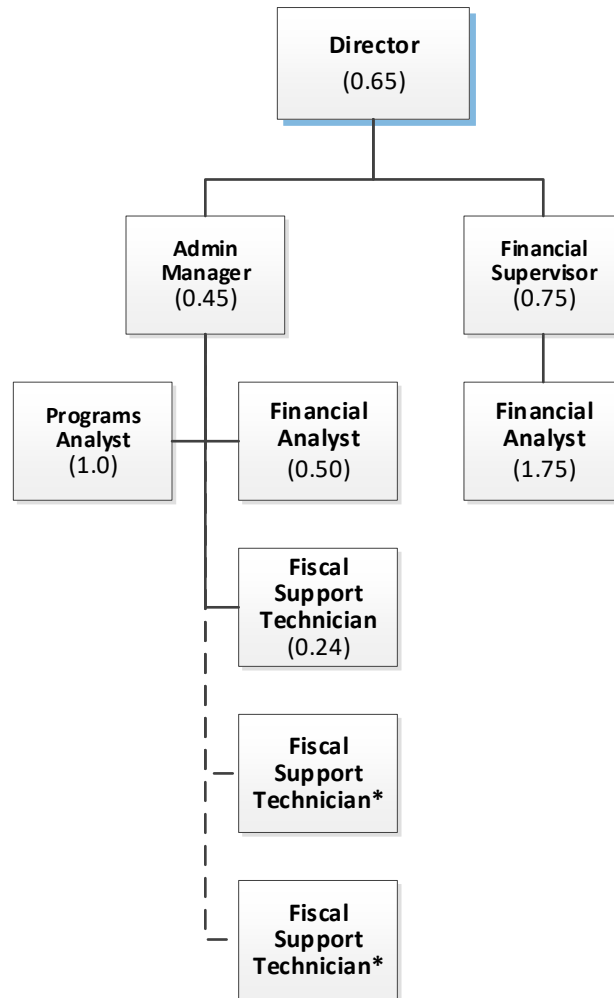 Director
(0.65)
Admin
Manager
(0.45)
Financial
Supervisor
(0.75)
Programs
Analyst
(1.0)
Financial
Analyst
(0.50)
Financial
Analyst
(1.75)
Fiscal
Support
Technician
(0.24)
Fiscal
Support
Technician*
Fiscal
Support
Technician*